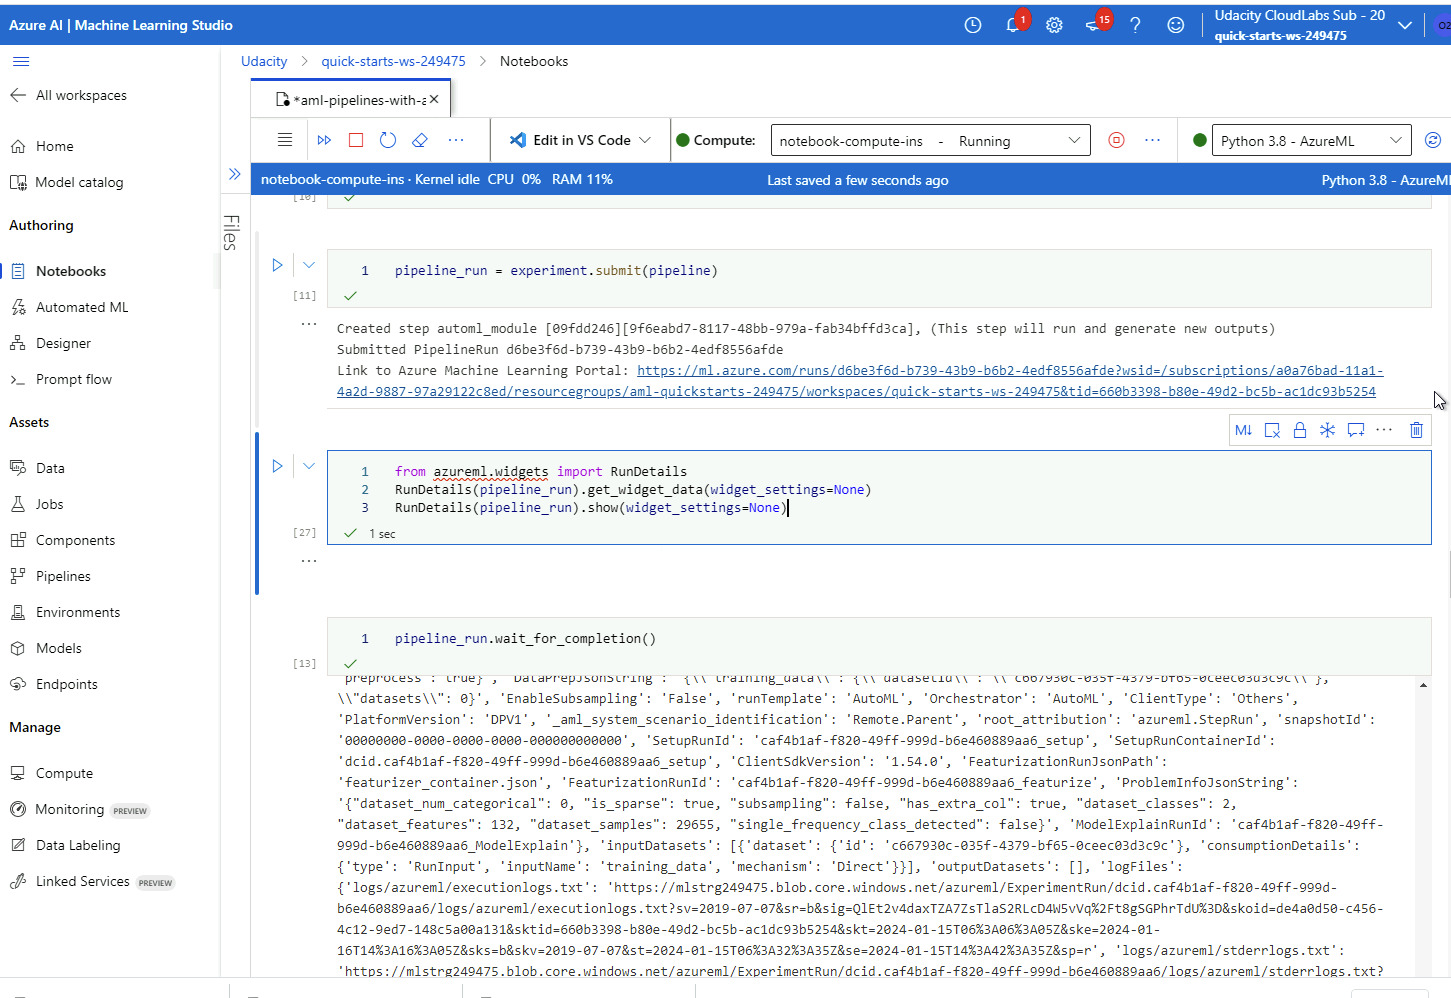 Azure AI | Machine Learning Studio
1
15
Udacity CloudLabs Sub - 20
quick-starts-ws-249475
All workspaces
Home
Model catalog
Authoring
Notebooks
Automated ML
Designer
Prompt flow
Assets
Data
Jobs
Components
Pipelines
Environments
Models
Endpoints
Manage
Compute
Monitoring PREVIEW
Data Labeling
Linked Services PREVIEW
Udacity > quick-starts-ws-249475 > Notebooks
Files
*aml-pipelines-with-a
Edit in VS Code
Compute: notebook-compute-ins - Running
Python 3.8 - AzureML
notebook-compute-ins · Kernel idle CPU 0% RAM 11%
Last saved a few seconds ago
Python 3.8 - AzureML
[10]
1 pipeline_run = experiment.submit(pipeline)
[11]
Created step automl_module [09fdd246][9f6eabd7-8117-48bb-979a-fab34bffd3ca], (This step will run and generate new outputs)
Submitted PipelineRun d6be3f6d-b739-43b9-b6b2-4edf8556afde
Link to Azure Machine Learning Portal: https://ml.azure.com/runs/d6be3f6d-b739-43b9-b6b2-4edf8556afde?wsid=/subscriptions/a0a76bad-11a1-
4a2d-9887-97a29122c8ed/resourcegroups/aml-quickstarts-249475/workspaces/quick-starts-ws-249475&tid=660b3398-b80e-49d2-bc5b-ac1dc93b5254
M↓
1 from azureml.widgets import RunDetails
2 RunDetails(pipeline_run).get_widget_data(widget_settings=None)
3 RunDetails(pipeline_run).show(widget_settings=None)
[27] 1 sec
1 pipeline_run.wait_for_completion()
[13]
'preprocess': true}', 'DataPrepJsonString': '{\\"training_data\\": {\\"datasetId\\": \\"c667930c-035f-4379-bf65-0ceec03d3c9c\\"},
\\"datasets\\": 0}', 'EnableSubsampling': 'False', 'runTemplate': 'AutoML', 'Orchestrator': 'AutoML', 'ClientType': 'Others',
'PlatformVersion': 'DPV1', '_aml_system_scenario_identification': 'Remote.Parent', 'root_attribution': 'azureml.StepRun', 'snapshotId':
'00000000-0000-0000-0000-000000000000', 'SetupRunId': 'caf4b1af-f820-49ff-999d-b6e460889aa6_setup', 'SetupRunContainerId':
'dcid.caf4b1af-f820-49ff-999d-b6e460889aa6_setup', 'ClientSdkVersion': '1.54.0', 'FeaturizationRunJsonPath':
'featurizer_container.json', 'FeaturizationRunId': 'caf4b1af-f820-49ff-999d-b6e460889aa6_featurize', 'ProblemInfoJsonString':
'{"dataset_num_categorical": 0, "is_sparse": true, "subsampling": false, "has_extra_col": true, "dataset_classes": 2,
"dataset_features": 132, "dataset_samples": 29655, "single_frequency_class_detected": false}', 'ModelExplainRunId': 'caf4b1af-f820-49ff-
999d-b6e460889aa6_ModelExplain'}, 'inputDatasets': [{'dataset': {'id': 'c667930c-035f-4379-bf65-0ceec03d3c9c'}, 'consumptionDetails':
{'type': 'RunInput', 'inputName': 'training_data', 'mechanism': 'Direct'}}], 'outputDatasets': [], 'logFiles':
{'logs/azureml/executionlogs.txt': 'https://mlstrg249475.blob.core.windows.net/azureml/ExperimentRun/dcid.caf4b1af-f820-49ff-999d-
b6e460889aa6/logs/azureml/executionlogs.txt?sv=2019-07-07&sr=b&sig=QlEt2v4daxTZA7ZsTlaS2RLcD4W5vVq%2Ft8gSGPhrTdU%3D&skoid=de4a0d50-c456-
4c12-9ed7-148c5a00a131&sktid=660b3398-b80e-49d2-bc5b-ac1dc93b5254&skt=2024-01-15T06%3A06%3A05Z&ske=2024-01-
16T14%3A16%3A05Z&sks=b&skv=2019-07-07&st=2024-01-15T06%3A32%3A35Z&se=2024-01-15T14%3A42%3A35Z&sp=r', 'logs/azureml/stderrlogs.txt':
'https://mlstrg249475.blob.core.windows.net/azureml/ExperimentRun/dcid.caf4b1af-f820-49ff-999d-b6e460889aa6/logs/azureml/stderrlogs.txt?